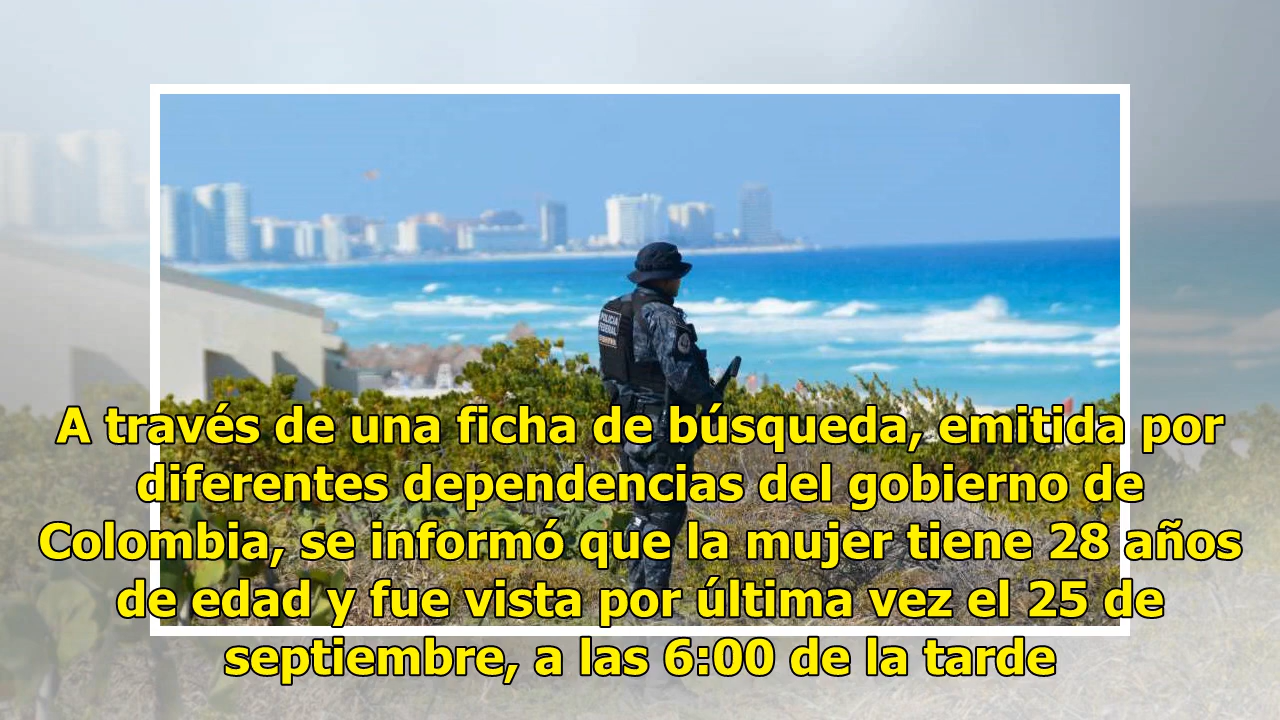 POLICIA
FEDERAL
A través de una ficha de búsqueda, emitida por
diferentes dependencias del gobierno de
Colombia, se informó que la mujer tiene 28 años
de edad y fue vista por última vez el 25 de
septiembre, a las 6:00 de la tarde